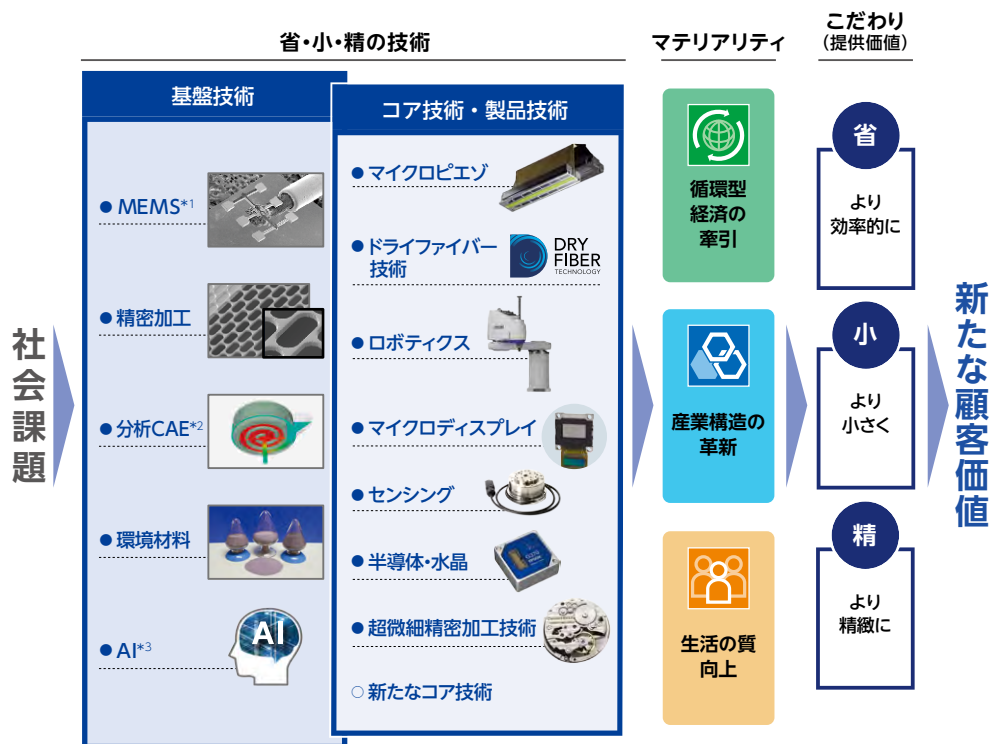 省・小・精の技術
マテリアリティ
こだわり
（提供価値）
社会課題
基盤技術
● MEMS*1
● 精密加工
● 分析CAE*2
● 環境材料
● AI*3
AI
コア技術・製品技術
● マイクロピエゾ
● ドライファイバー
技術
DRY
FIBER
TECHNOLOGY
● ロボティクス
● マイクロディスプレイ
● センシング
● 半導体・水晶
● 超微細精密加工技術
○ 新たなコア技術
循環型
経済の
牽引
産業構造の
革新
生活の質
向上
省
より
効率的に
小
より
小さく
精
より
精緻に
新たな顧客価値